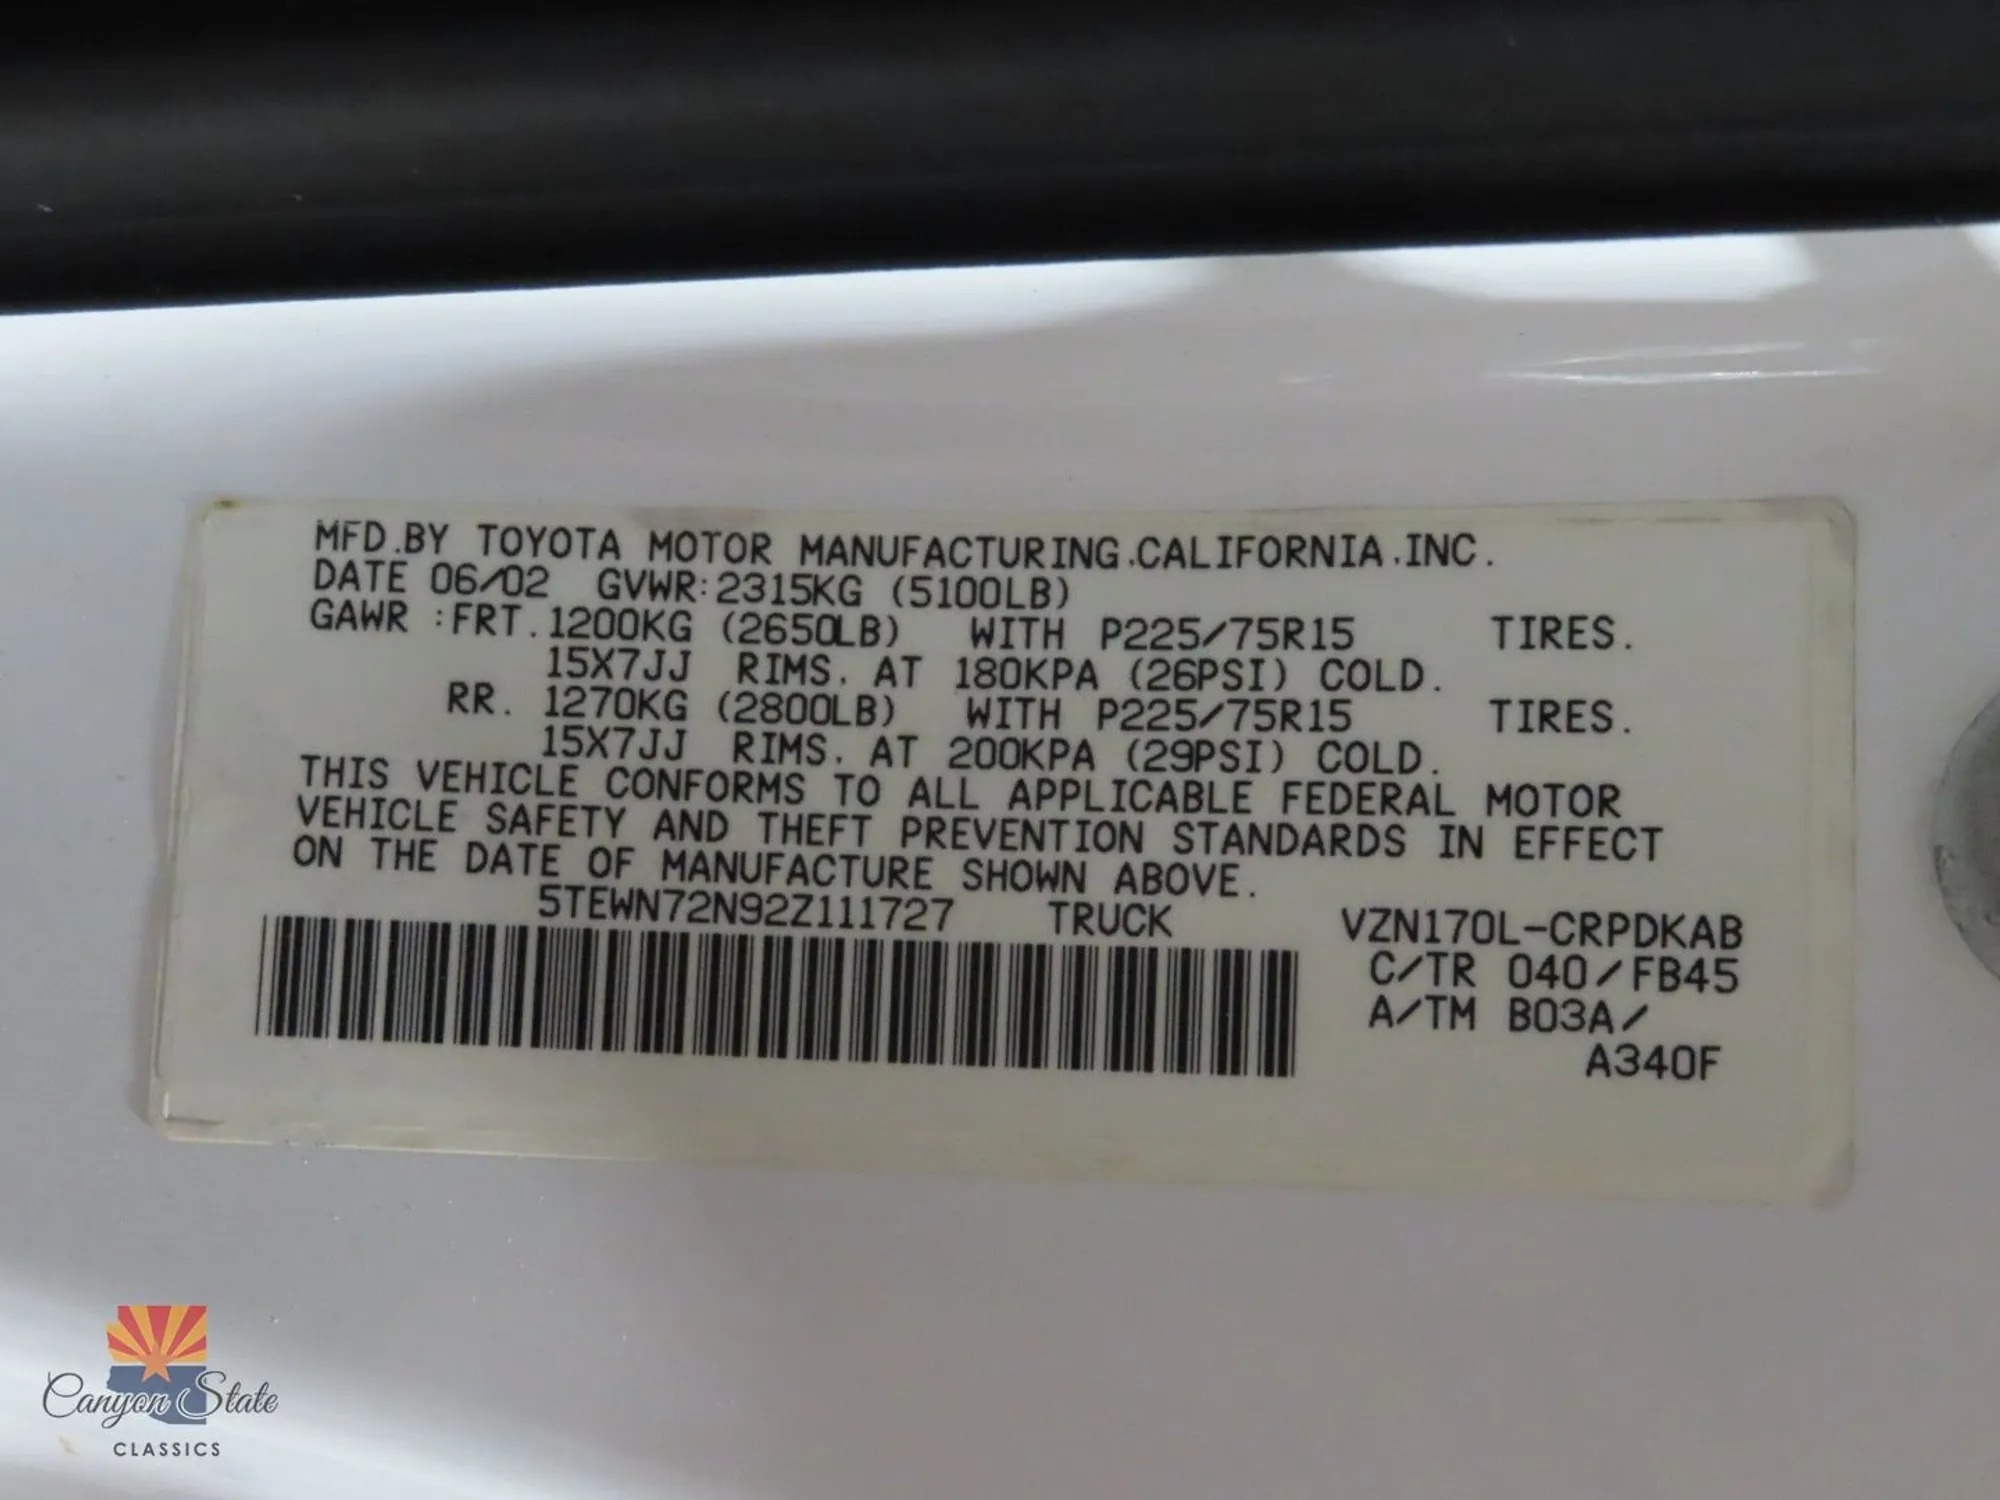 MFD.BY TOYOTA MOTOR MANUFACTURING.CALIFORNIA.INC.
DATE 06/02 GVWR:2315KG (5100LB)
GAWR :FRT. 1200KG (2650LB) WITH P225/75R15 TIRES.
15X7JJ RIMS. AT 180KPA (26PSI) COLD.
RR. 1270KG (2800LB) WITH P225/75R15 TIRES.
15X7JJ RIMS. AT 200KPA (29PSI) COLD.
THIS VEHICLE CONFORMS TO ALL APPLICABLE FEDERAL MOTOR
VEHICLE SAFETY AND THEFT PREVENTION STANDARDS IN EFFECT
ON THE DATE OF MANUFACTURE SHOWN ABOVE.
5TEWN72N92Z111727 TRUCK VZN170L-CRPDKAB
C/TR 040/FB45
A/TM B03A/
A340F
Canyon State
CLASSICS